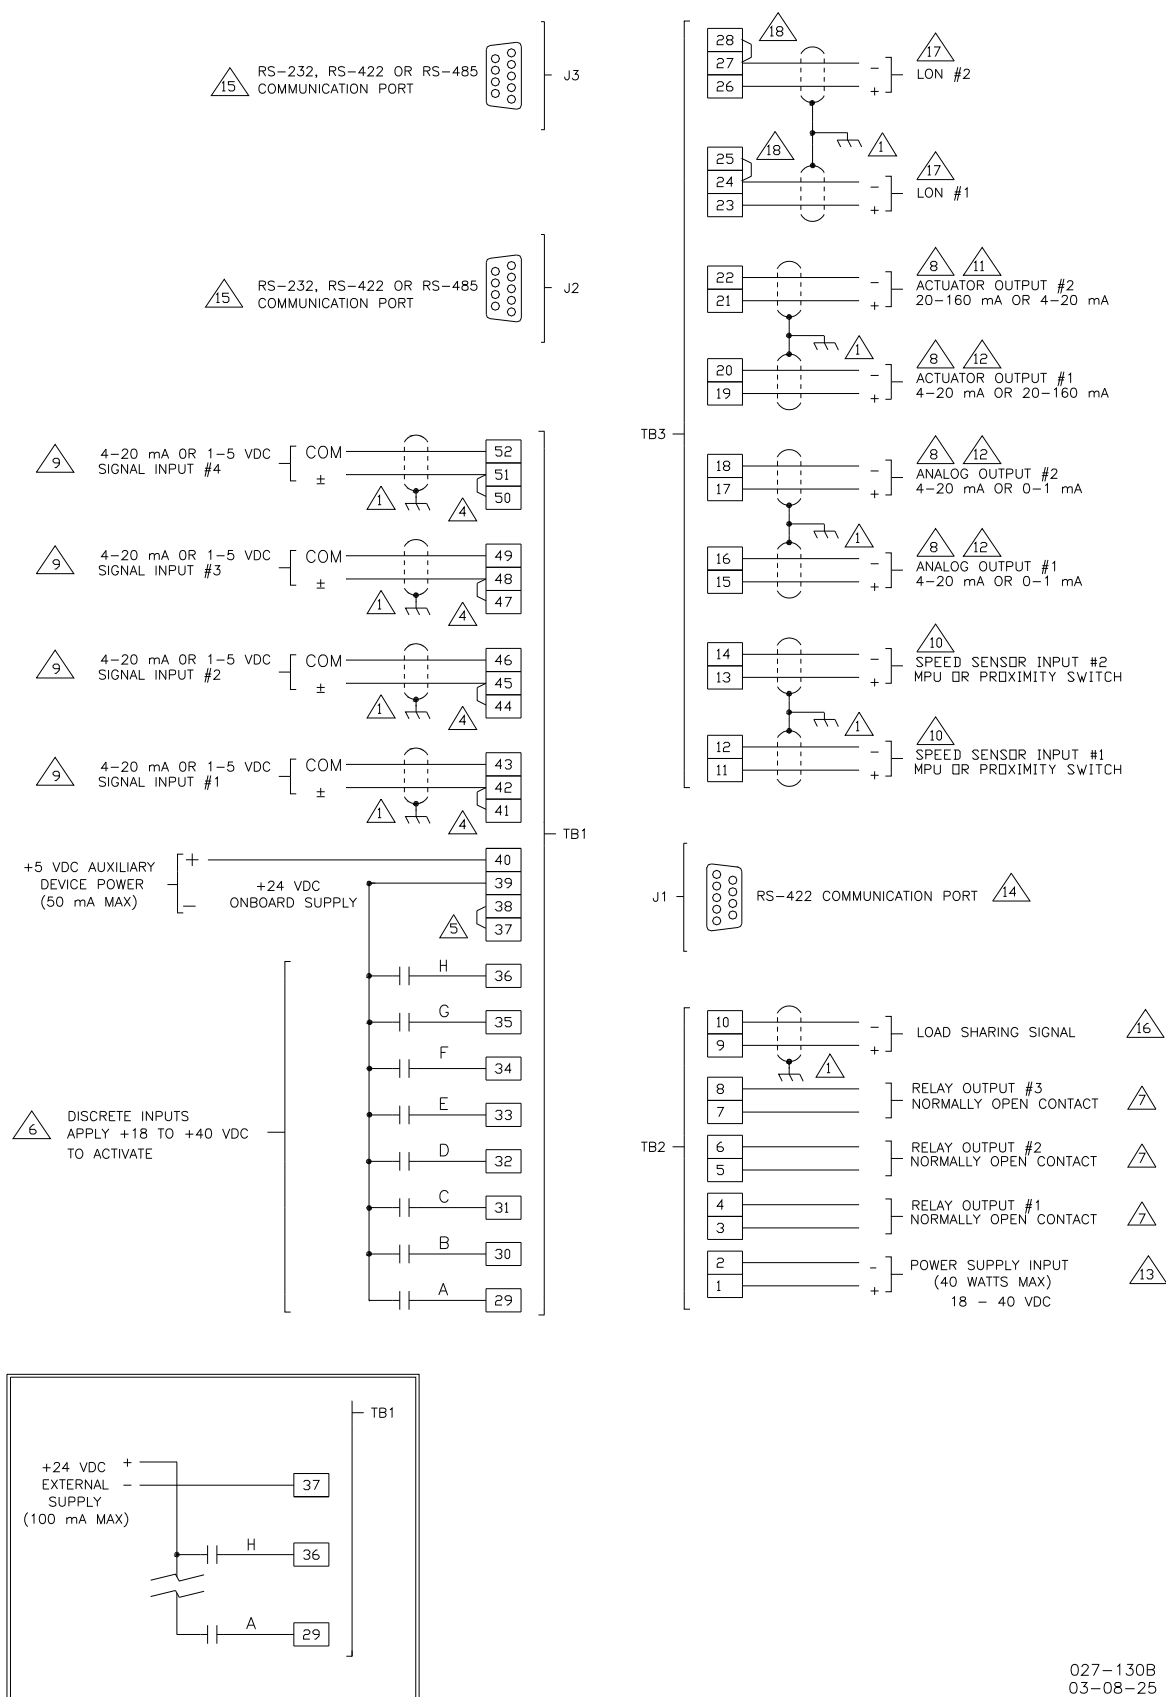 15
RS-232, RS-422 OR RS-485
COMMUNICATION PORT
J3
15
RS-232, RS-422 OR RS-485
COMMUNICATION PORT
J2
9
4-20 mA OR 1-5 VDC
SIGNAL INPUT #4
COM
±
1
4
52
51
50
9
4-20 mA OR 1-5 VDC
SIGNAL INPUT #3
COM
±
1
4
49
48
47
9
4-20 mA OR 1-5 VDC
SIGNAL INPUT #2
COM
±
1
4
46
45
44
9
4-20 mA OR 1-5 VDC
SIGNAL INPUT #1
COM
±
1
4
43
42
41
TB1
+5 VDC AUXILIARY
DEVICE POWER
(50 mA MAX)
+
-
+24 VDC
ONBOARD SUPPLY
5
40
39
38
37
6
DISCRETE INPUTS
APPLY +18 TO +40 VDC
TO ACTIVATE
H
36
G
35
F
34
E
33
D
32
C
31
B
30
A
29
28
27
26
18
-
+
17
LON #2
1
25
24
23
18
-
+
17
LON #1
22
21
-
+
8
11
ACTUATOR OUTPUT #2
20-160 mA OR 4-20 mA
1
20
19
-
+
8
12
ACTUATOR OUTPUT #1
4-20 mA OR 20-160 mA
TB3
18
17
-
+
8
12
ANALOG OUTPUT #2
4-20 mA OR 0-1 mA
1
16
15
-
+
8
12
ANALOG OUTPUT #1
4-20 mA OR 0-1 mA
14
13
-
+
10
SPEED SENSOR INPUT #2
MPU OR PROXIMITY SWITCH
1
12
11
-
+
10
SPEED SENSOR INPUT #1
MPU OR PROXIMITY SWITCH
J1
RS-422 COMMUNICATION PORT
14
10
9
-
+
LOAD SHARING SIGNAL
16
1
8
7
RELAY OUTPUT #3
NORMALLY OPEN CONTACT
7
TB2
6
5
RELAY OUTPUT #2
NORMALLY OPEN CONTACT
7
4
3
RELAY OUTPUT #1
NORMALLY OPEN CONTACT
7
2
1
-
+
POWER SUPPLY INPUT
(40 WATTS MAX)
18 - 40 VDC
13
TB1
+24 VDC
EXTERNAL
SUPPLY
(100 mA MAX)
+
-
37
H
36
A
29
027-130B
03-08-25